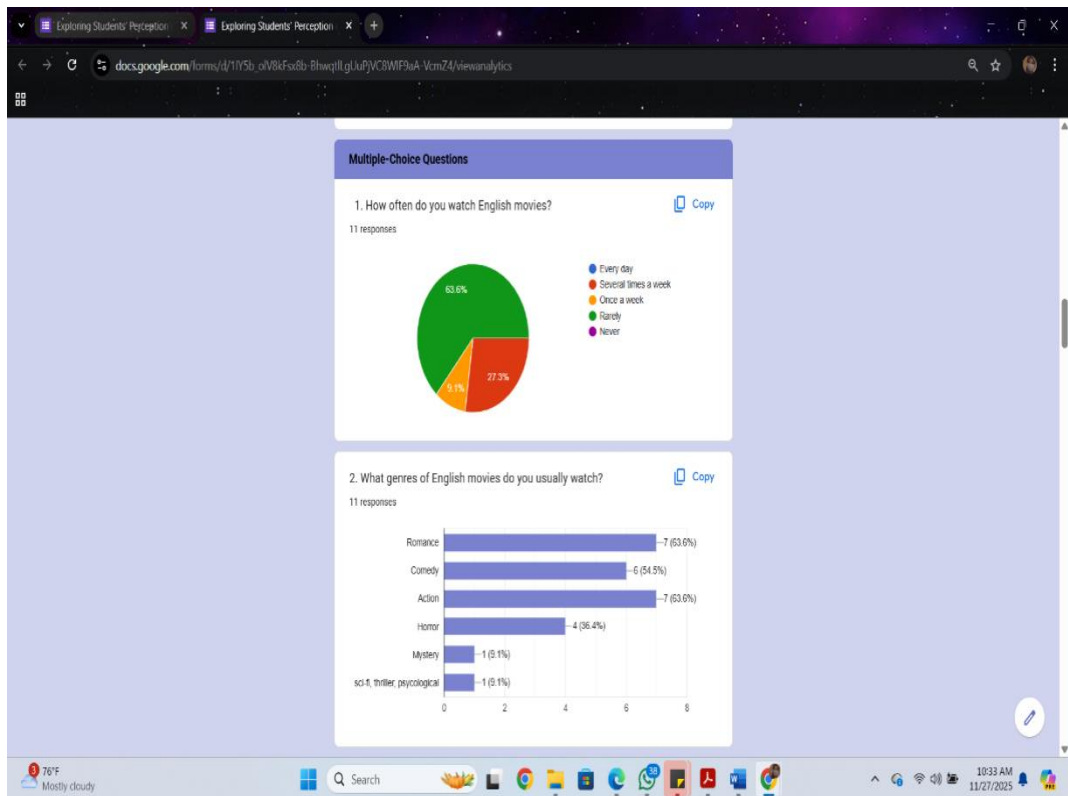 Exploring Students' Perception
Exploring Students' Perception
docs.google.com/forms/d/
/viewanalytics
Multiple-Choice Questions
1. How often do you watch English movies?
Copy
11 responses
63.6%
9.1%
27.3%
Every day
Several times a week
Once a week
Rarely
Never
2. What genres of English movies do you usually watch?
Copy
11 responses
Romance
7 (63.6%)
Comedy
6 (54.5%)
Action
7 (63.6%)
Horror
4 (36.4%)
Mystery
1 (9.1%)
sci-fi, thriller, psycological
1 (9.1%)
0 2 4 6 8
3
76°F
Mostly cloudy
Search
38
10:33 AM
11/27/2025
PRE